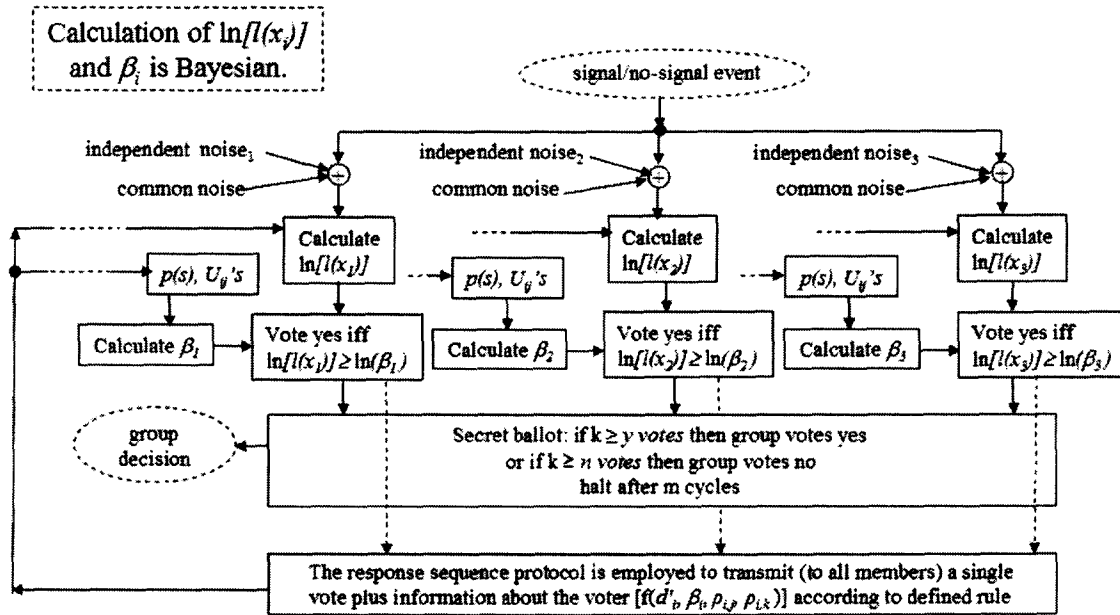 Calculation of ln[l(xᵢ)]
and βᵢ is Bayesian.
signal/no-signal event
independent noise₁
common noise
independent noise₂
common noise
independent noise₃
common noise
+
+
+
Calculate
ln[l(x₁)]
Calculate
ln[l(x₂)]
Calculate
ln[l(x₃)]
p(s), Uᵢⱼ's
p(s), Uᵢⱼ's
p(s), Uᵢⱼ's
Calculate β₁
Vote yes iff
ln[l(x₁)]≥ln(β₁)
Calculate β₂
Vote yes iff
ln[l(x₂)]≥ln(β₂)
Calculate β₃
Vote yes iff
ln[l(x₃)]≥ln(β₃)
group
decision
Secret ballot: if k ≥ y votes then group votes yes
or if k ≥ n votes then group votes no
halt after m cycles
The response sequence protocol is employed to transmit (to all members) a single
vote plus information about the voter [f(d'ᵢ, βᵢ, ρᵢ,ⱼ, ρᵢ,ₖ)] according to defined rule